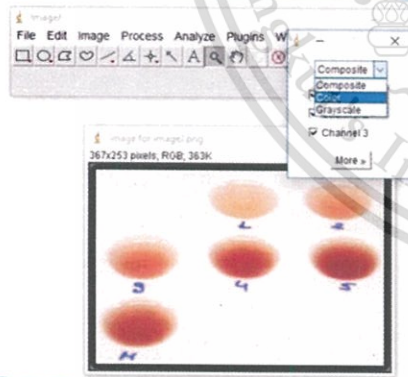 ImageJ
File Edit Image Process Analyze Plugins W
A
Composite
Composite
Color
Grayscale
Channel 3
More »
image for imagej.png
367x253 pixels, RGB, 363K
1 2
3 4 5